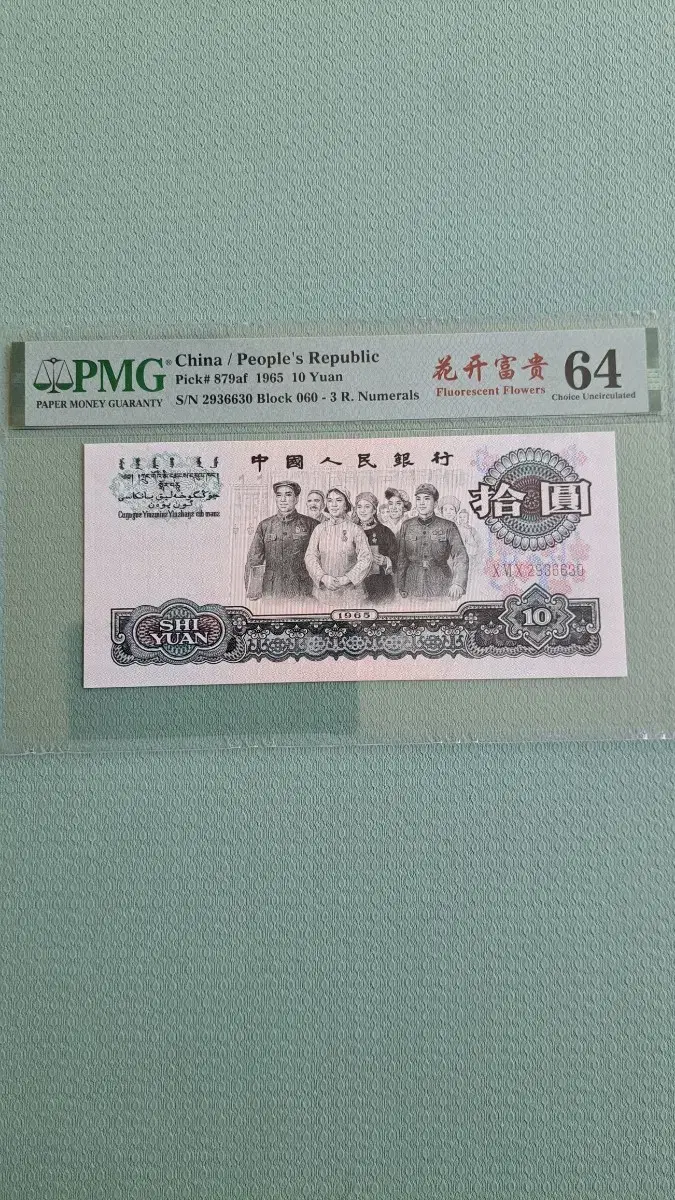 PMG®
PAPER MONEY GUARANTY
China / People's Republic
Pick# 879af 1965 10 Yuan
S/N 2936630 Block 060 - 3 R. Numerals
花开富贵
Fluorescent Flowers
64
Choice Uncirculated
中國人民銀行
拾圓
1965
SHI
YUAN
10